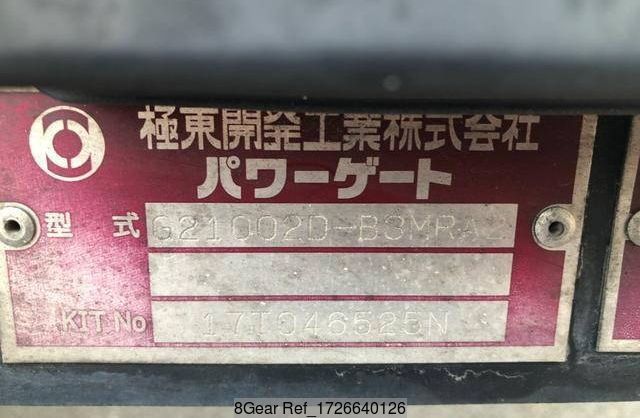 極東開発工業株式会社
パワーゲート
型 式 G21002D-B3MRA
KIT No 17T046525N
8Gear Ref_1726640126